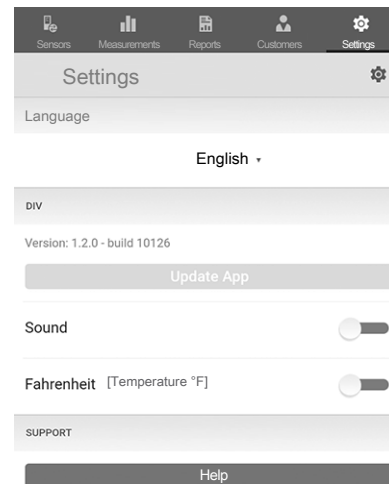 Sensors Measurements Reports Customers Settings
Settings
Language
English
DIV
Version: 1.2.0 - build 10126
Update App
Sound
Fahrenheit [Temperature °F]
SUPPORT
Help